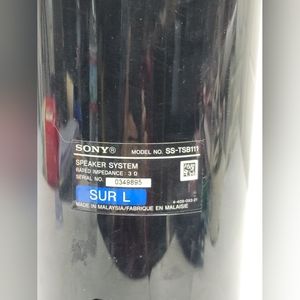 SONY® MODEL NO. SS-TSB111
SPEAKER SYSTEM
RATED IMPEDANCE : 3 Ω
SERIAL NO. 0349895
SUR L
MADE IN MALAYSIA/FABRIQUE EN MALAISIE